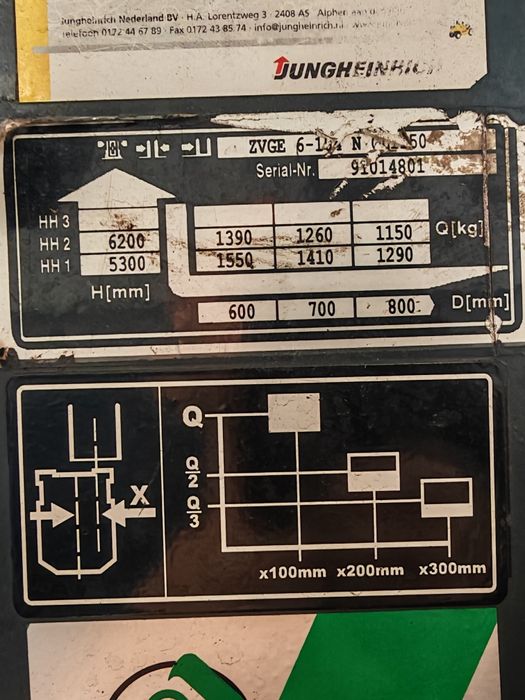 Jungheinrich Nederland BV · H.A. Lorentzweg 3 · 2408 AS Alphen
Telefoon 0172 44 67 89 · Fax 0172 43 85 74 · info@jungheinrich.nl
JUNGHEINRICH
ZVGE 6-1
Serial-Nr. 91014801
HH 3
HH 2 6200 1390 1260 1150 Q[kg]
HH 1 5300 1550 1410 1290
H[mm]
600 700 800 D[mm]
Q
Q/2
X
Q/3
x100mm x200mm x300mm